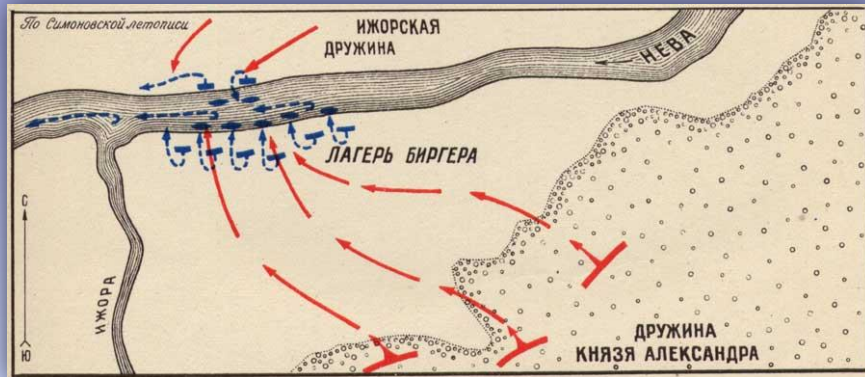 По Симоновской летописи
ИЖОРСКАЯ
ДРУЖИНА
НЕВА
ЛАГЕРЬ БИРГЕРА
С
Ю
ИЖОРА
ДРУЖИНА
КНЯЗЯ АЛЕКСАНДРА